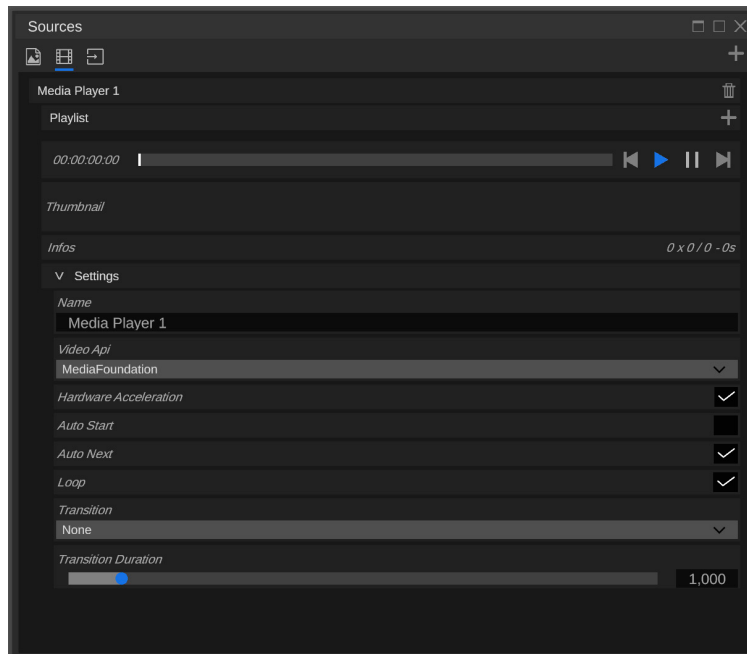 Sources
Media Player 1
Playlist
00:00:00:00
Thumbnail
Infos 0 x 0 / 0 - 0s
Settings
Name
Media Player 1
Video Api
MediaFoundation
Hardware Acceleration
Auto Start
Auto Next
Loop
Transition
None
Transition Duration
1,000